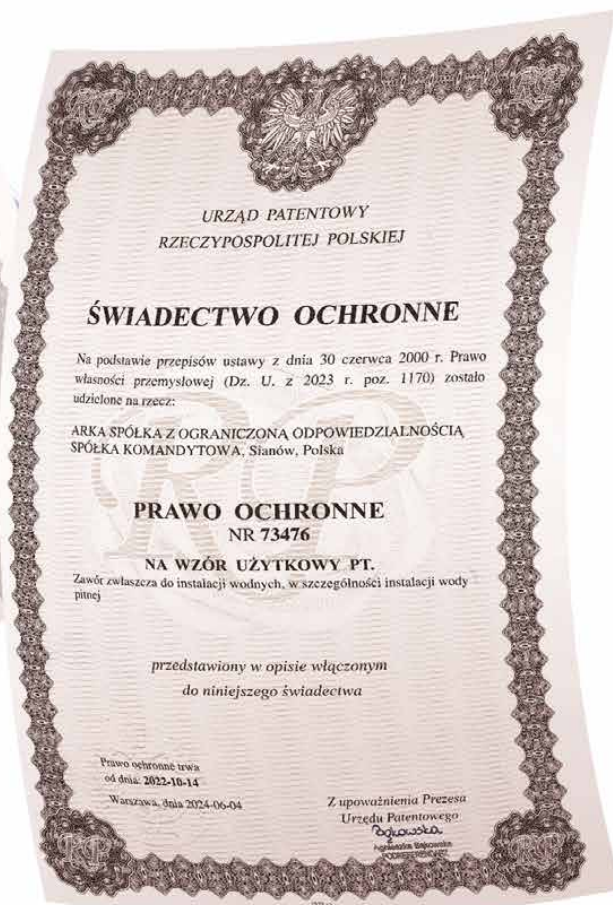 URZĄD PATENTOWY
RZECZYPOSPOLITEJ POLSKIEJ
ŚWIADECTWO OCHRONNE
Na podstawie przepisów ustawy z dnia 30 czerwca 2000 r. Prawo
własności przemysłowej (Dz. U. z 2023 r. poz. 1170) zostało
udzielone na rzecz:
ARKA SPÓŁKA Z OGRANICZONĄ ODPOWIEDZIALNOŚCIĄ
SPÓŁKA KOMANDYTOWA, Sianów, Polska
RP
PRAWO OCHRONNE
NR 73476
NA WZÓR UŻYTKOWY PT.
Zawór zwłaszcza do instalacji wodnych, w szczególności instalacji wody
pitnej
przedstawiony w opisie włączonym
do niniejszego świadectwa
Prawo ochronne trwa
od dnia: 2022-10-14
Warszawa, dnia 2024-06-04
Z upoważnienia Prezesa
Urzędu Patentowego
Agnieszka Bąkowska